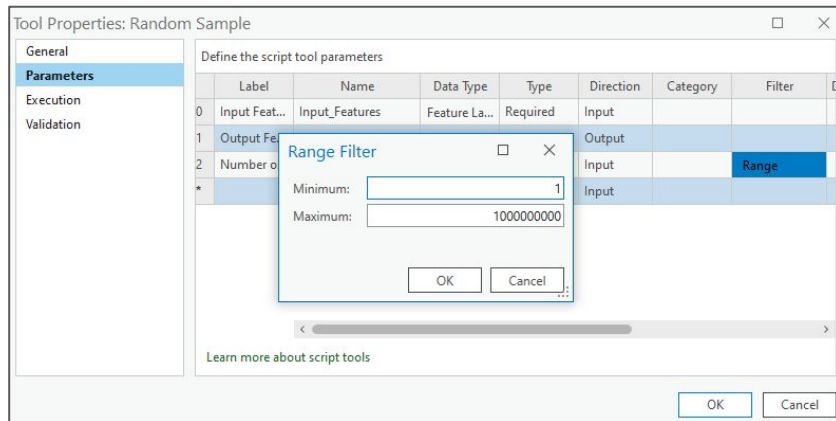 Tool Properties: Random Sample
General
Parameters
Execution
Validation
Define the script tool parameters
Label Name Data Type Type Direction Category Filter D
0 Input Feat... Input_Features Feature La... Required Input
1 Output Fe Output
2 Number o Input Range
* Input
Range Filter
Minimum: 1
Maximum: 1000000000
OK Cancel
Learn more about script tools
OK Cancel